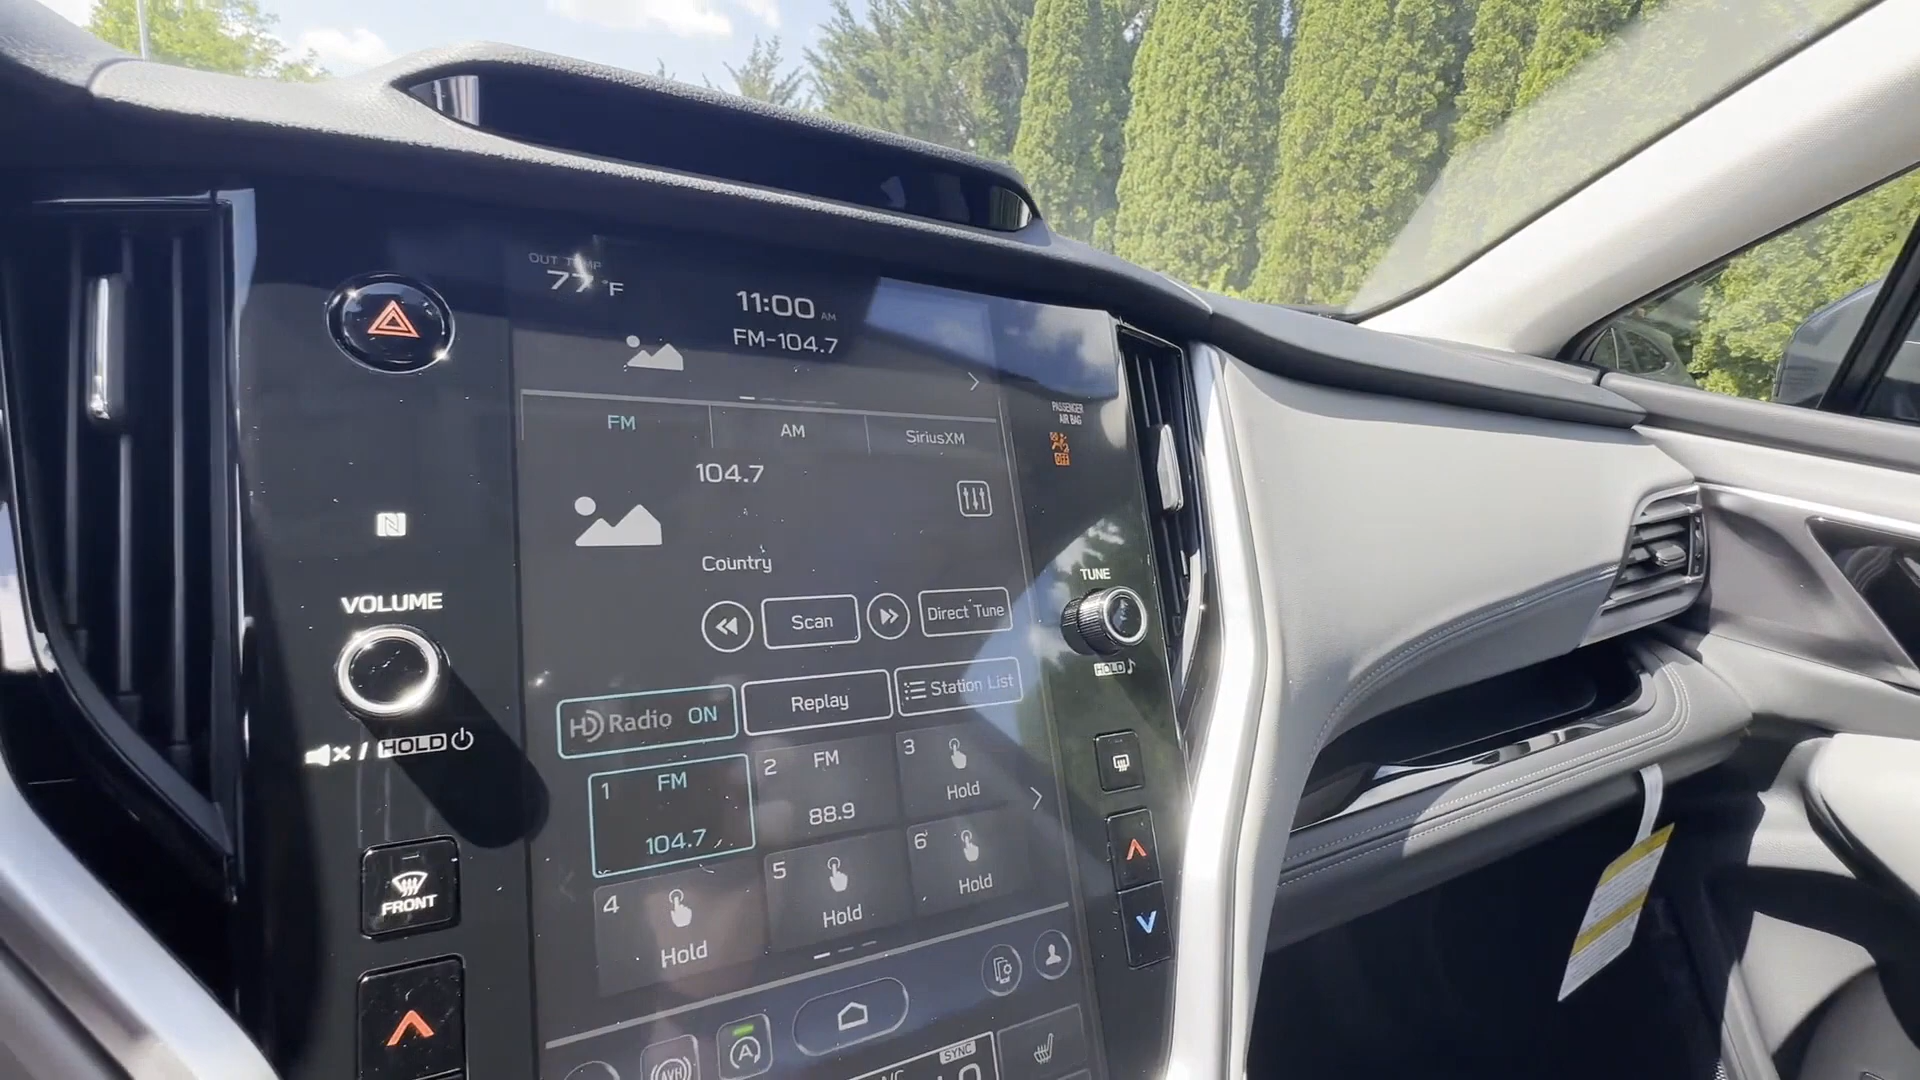 OUT TEMP
77 °F
11:00 AM
FM-104.7
PASSENGER
AIR BAG
OFF
FM
AM
SiriusXM
104.7
Country
TUNE
VOLUME
Scan
Direct Tune
HOLD
HD Radio ON
Replay
Station List
/ HOLD
1 FM
104.7
2 FM
88.9
3
Hold
4
Hold
5
Hold
6
Hold
FRONT
A
AVH
SYNC